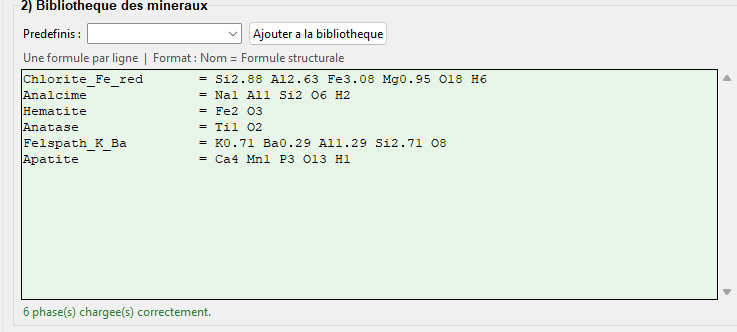 2) Bibliotheque des mineraux
Predefinis : Ajouter a la bibliotheque
Une formule par ligne | Format : Nom = Formule structurale
Chlorite_Fe_red = Si2.88 Al2.63 Fe3.08 Mg0.95 O18 H6
Analcime = Na1 Al1 Si2 O6 H2
Hematite = Fe2 O3
Anatase = Ti1 O2
Felspath_K_Ba = K0.71 Ba0.29 Al1.29 Si2.71 O8
Apatite = Ca4 Mn1 P3 O13 H1
6 phase(s) chargee(s) correctement.